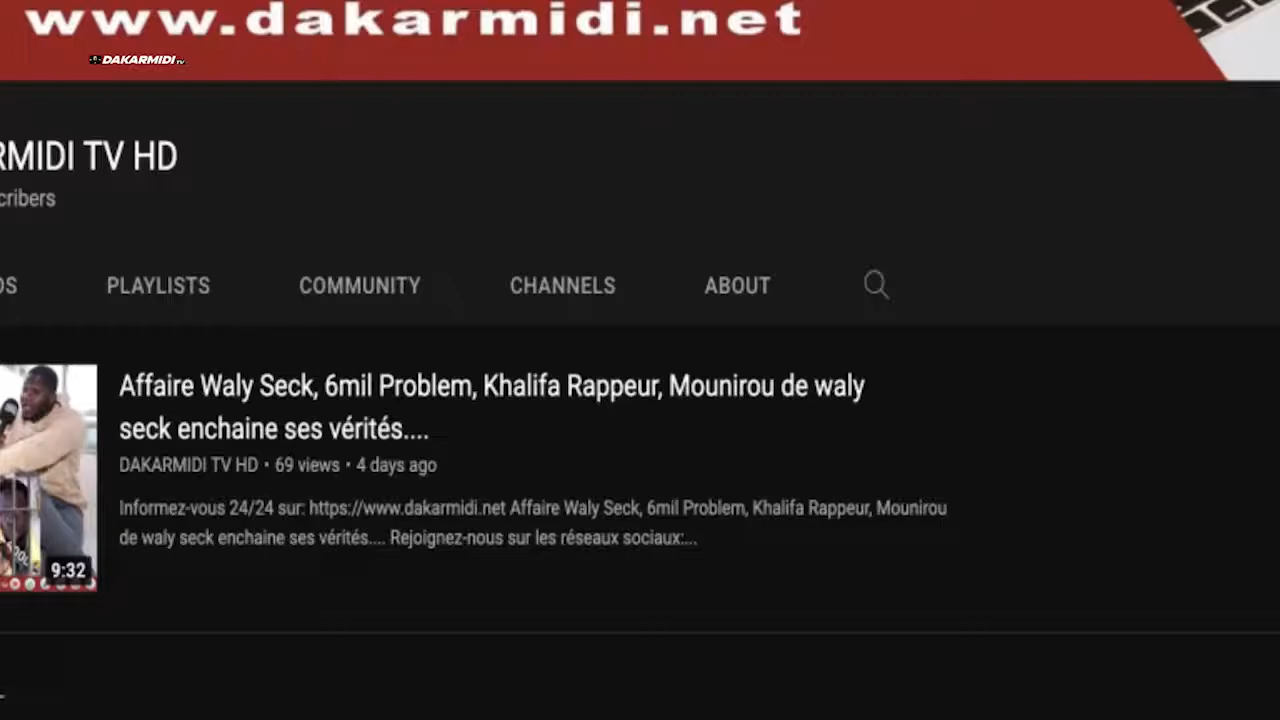 www.dakarmidi.net
DAKARMIDI TV
RMIDI TV HD
cribers
DS PLAYLISTS COMMUNITY CHANNELS ABOUT
Affaire Waly Seck, 6mil Problem, Khalifa Rappeur, Mounirou de waly
seck enchaine ses vérités....
DAKARMIDI TV HD • 69 views • 4 days ago
Informez-vous 24/24 sur: https://www.dakarmidi.net Affaire Waly Seck, 6mil Problem, Khalifa Rappeur, Mounirou
de waly seck enchaine ses vérités.... Rejoignez-nous sur les réseaux sociaux:...
9:32